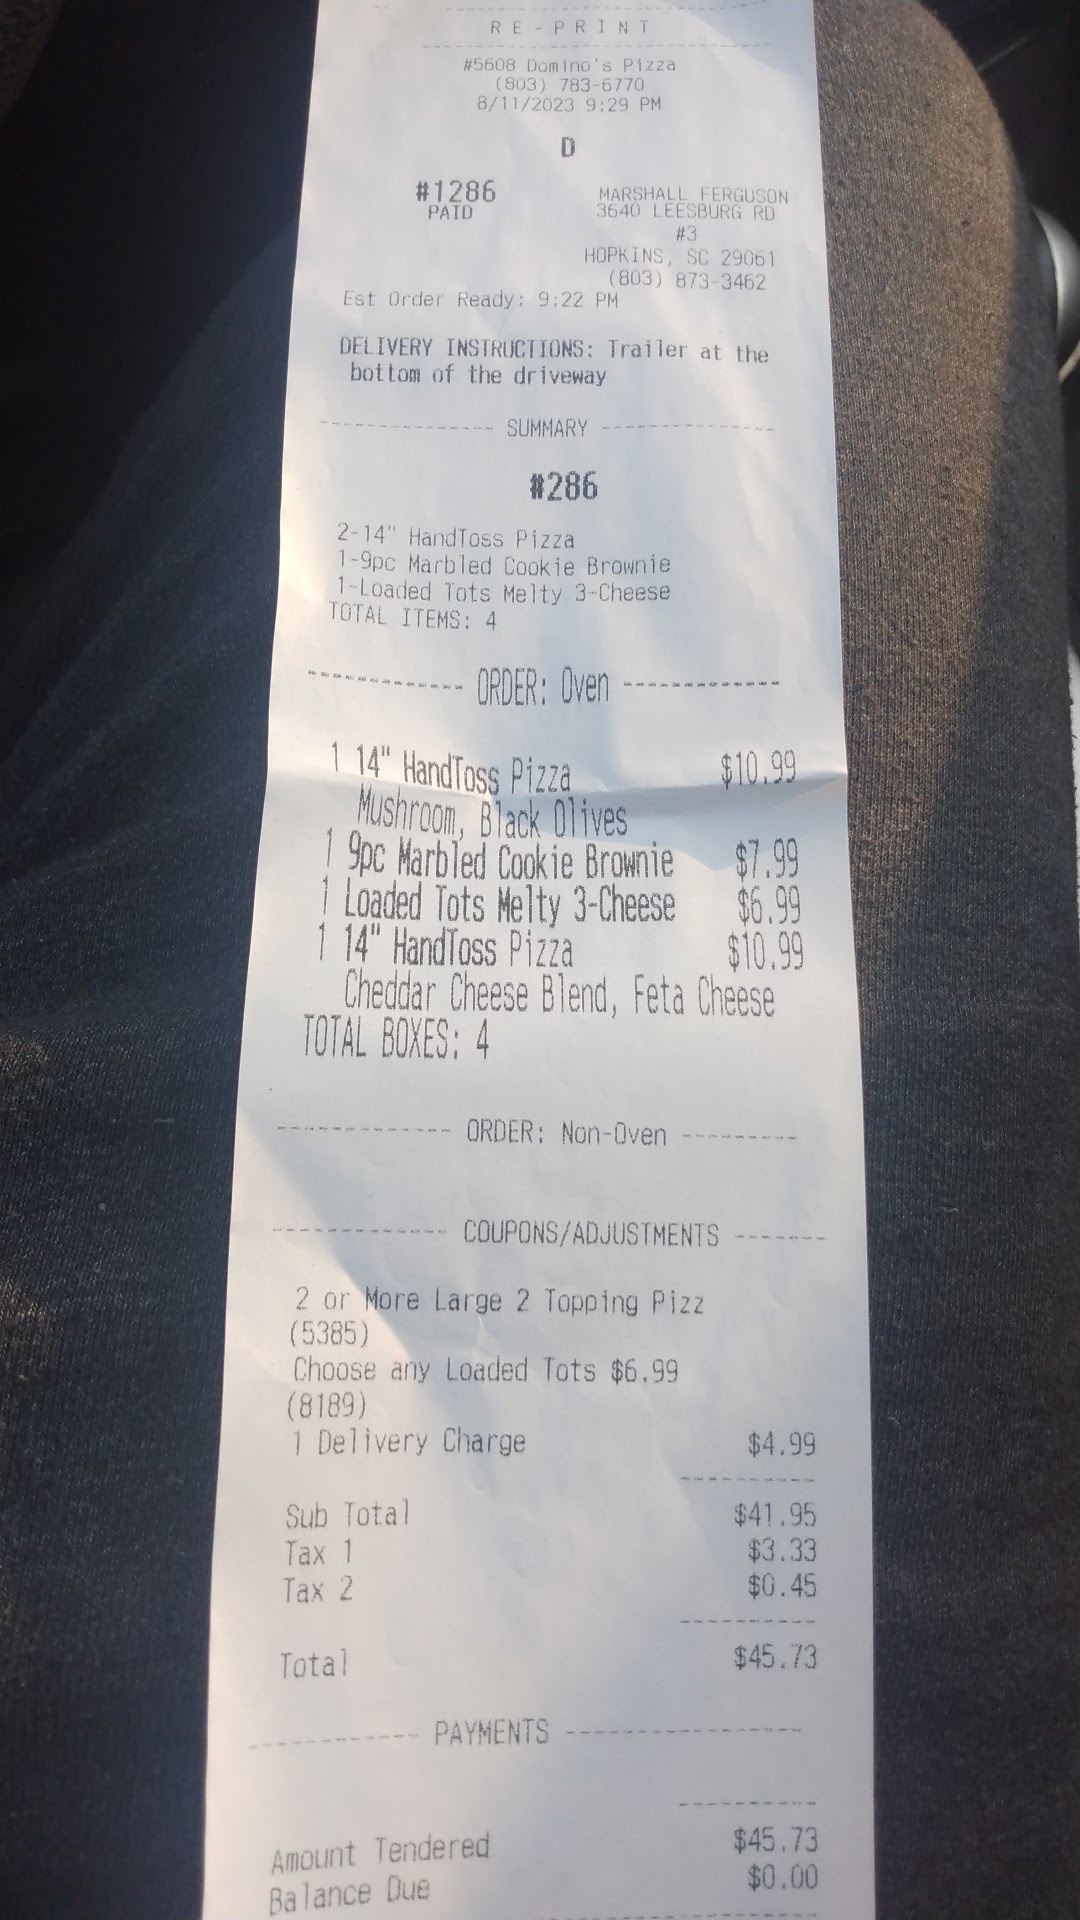 RE-PRINT
#5608 Domino's Pizza
(803) 783-6770
8/11/2023 9:29 PM
D
#1286
PAID
MARSHALL FERGUSON
3640 LEESBURG RD
#3
HOPKINS, SC 29061
(803) 873-3462
Est Order Ready: 9:22 PM
DELIVERY INSTRUCTIONS: Trailer at the
bottom of the driveway
SUMMARY
#286
2-14" HandToss Pizza
1-9pc Marbled Cookie Brownie
1-Loaded Tots Melty 3-Cheese
TOTAL ITEMS: 4
ORDER: Oven
1 14" HandToss Pizza $10.99
Mushroom, Black Olives
1 9pc Marbled Cookie Brownie $7.99
1 Loaded Tots Melty 3-Cheese $6.99
1 14" HandToss Pizza $10.99
Cheddar Cheese Blend, Feta Cheese
TOTAL BOXES: 4
ORDER: Non-Oven
COUPONS/ADJUSTMENTS
2 or More Large 2 Topping Pizz
(5385)
Choose any Loaded Tots $6.99
(8189)
1 Delivery Charge $4.99
Sub Total $41.95
Tax 1 $3.33
Tax 2 $0.45
Total $45.73
PAYMENTS
Amount Tendered $45.73
Balance Due $0.00